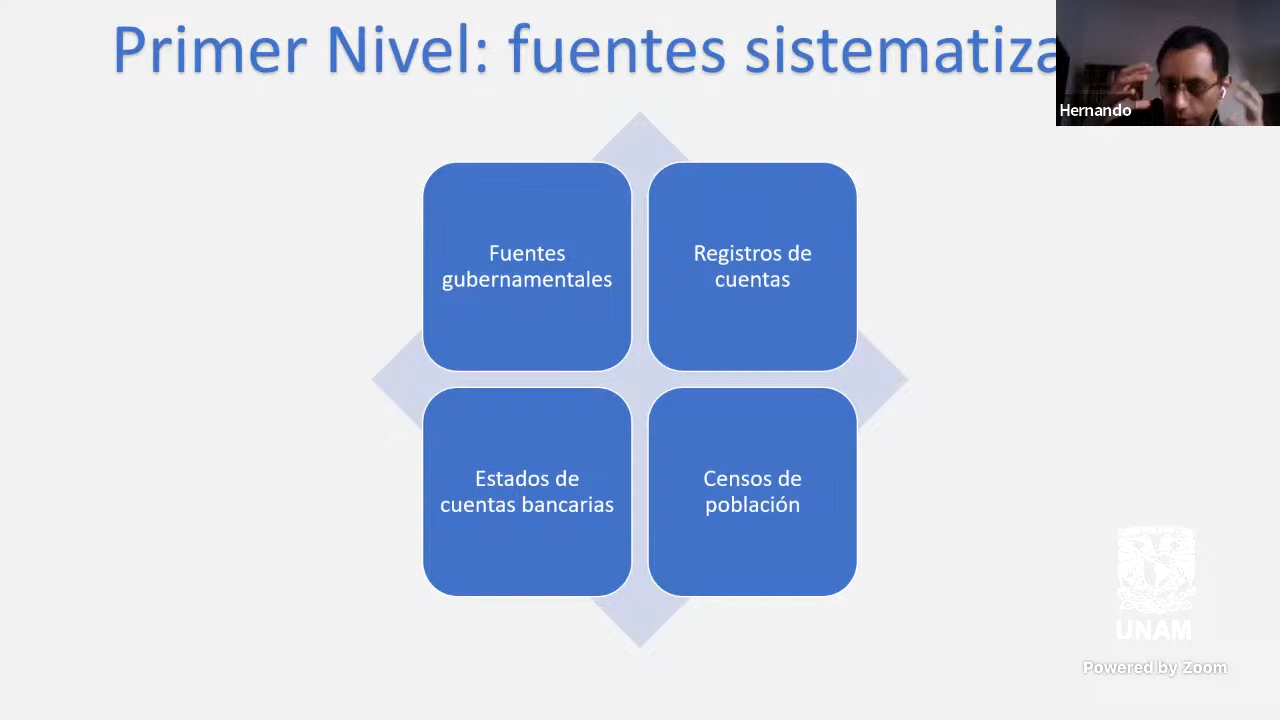 Primer Nivel: fuentes sistematiza
Hernando
Fuentes
gubernamentales
Registros de
cuentas
Estados de
cuentas bancarias
Censos de
población
UNAM
Powered by Zoom